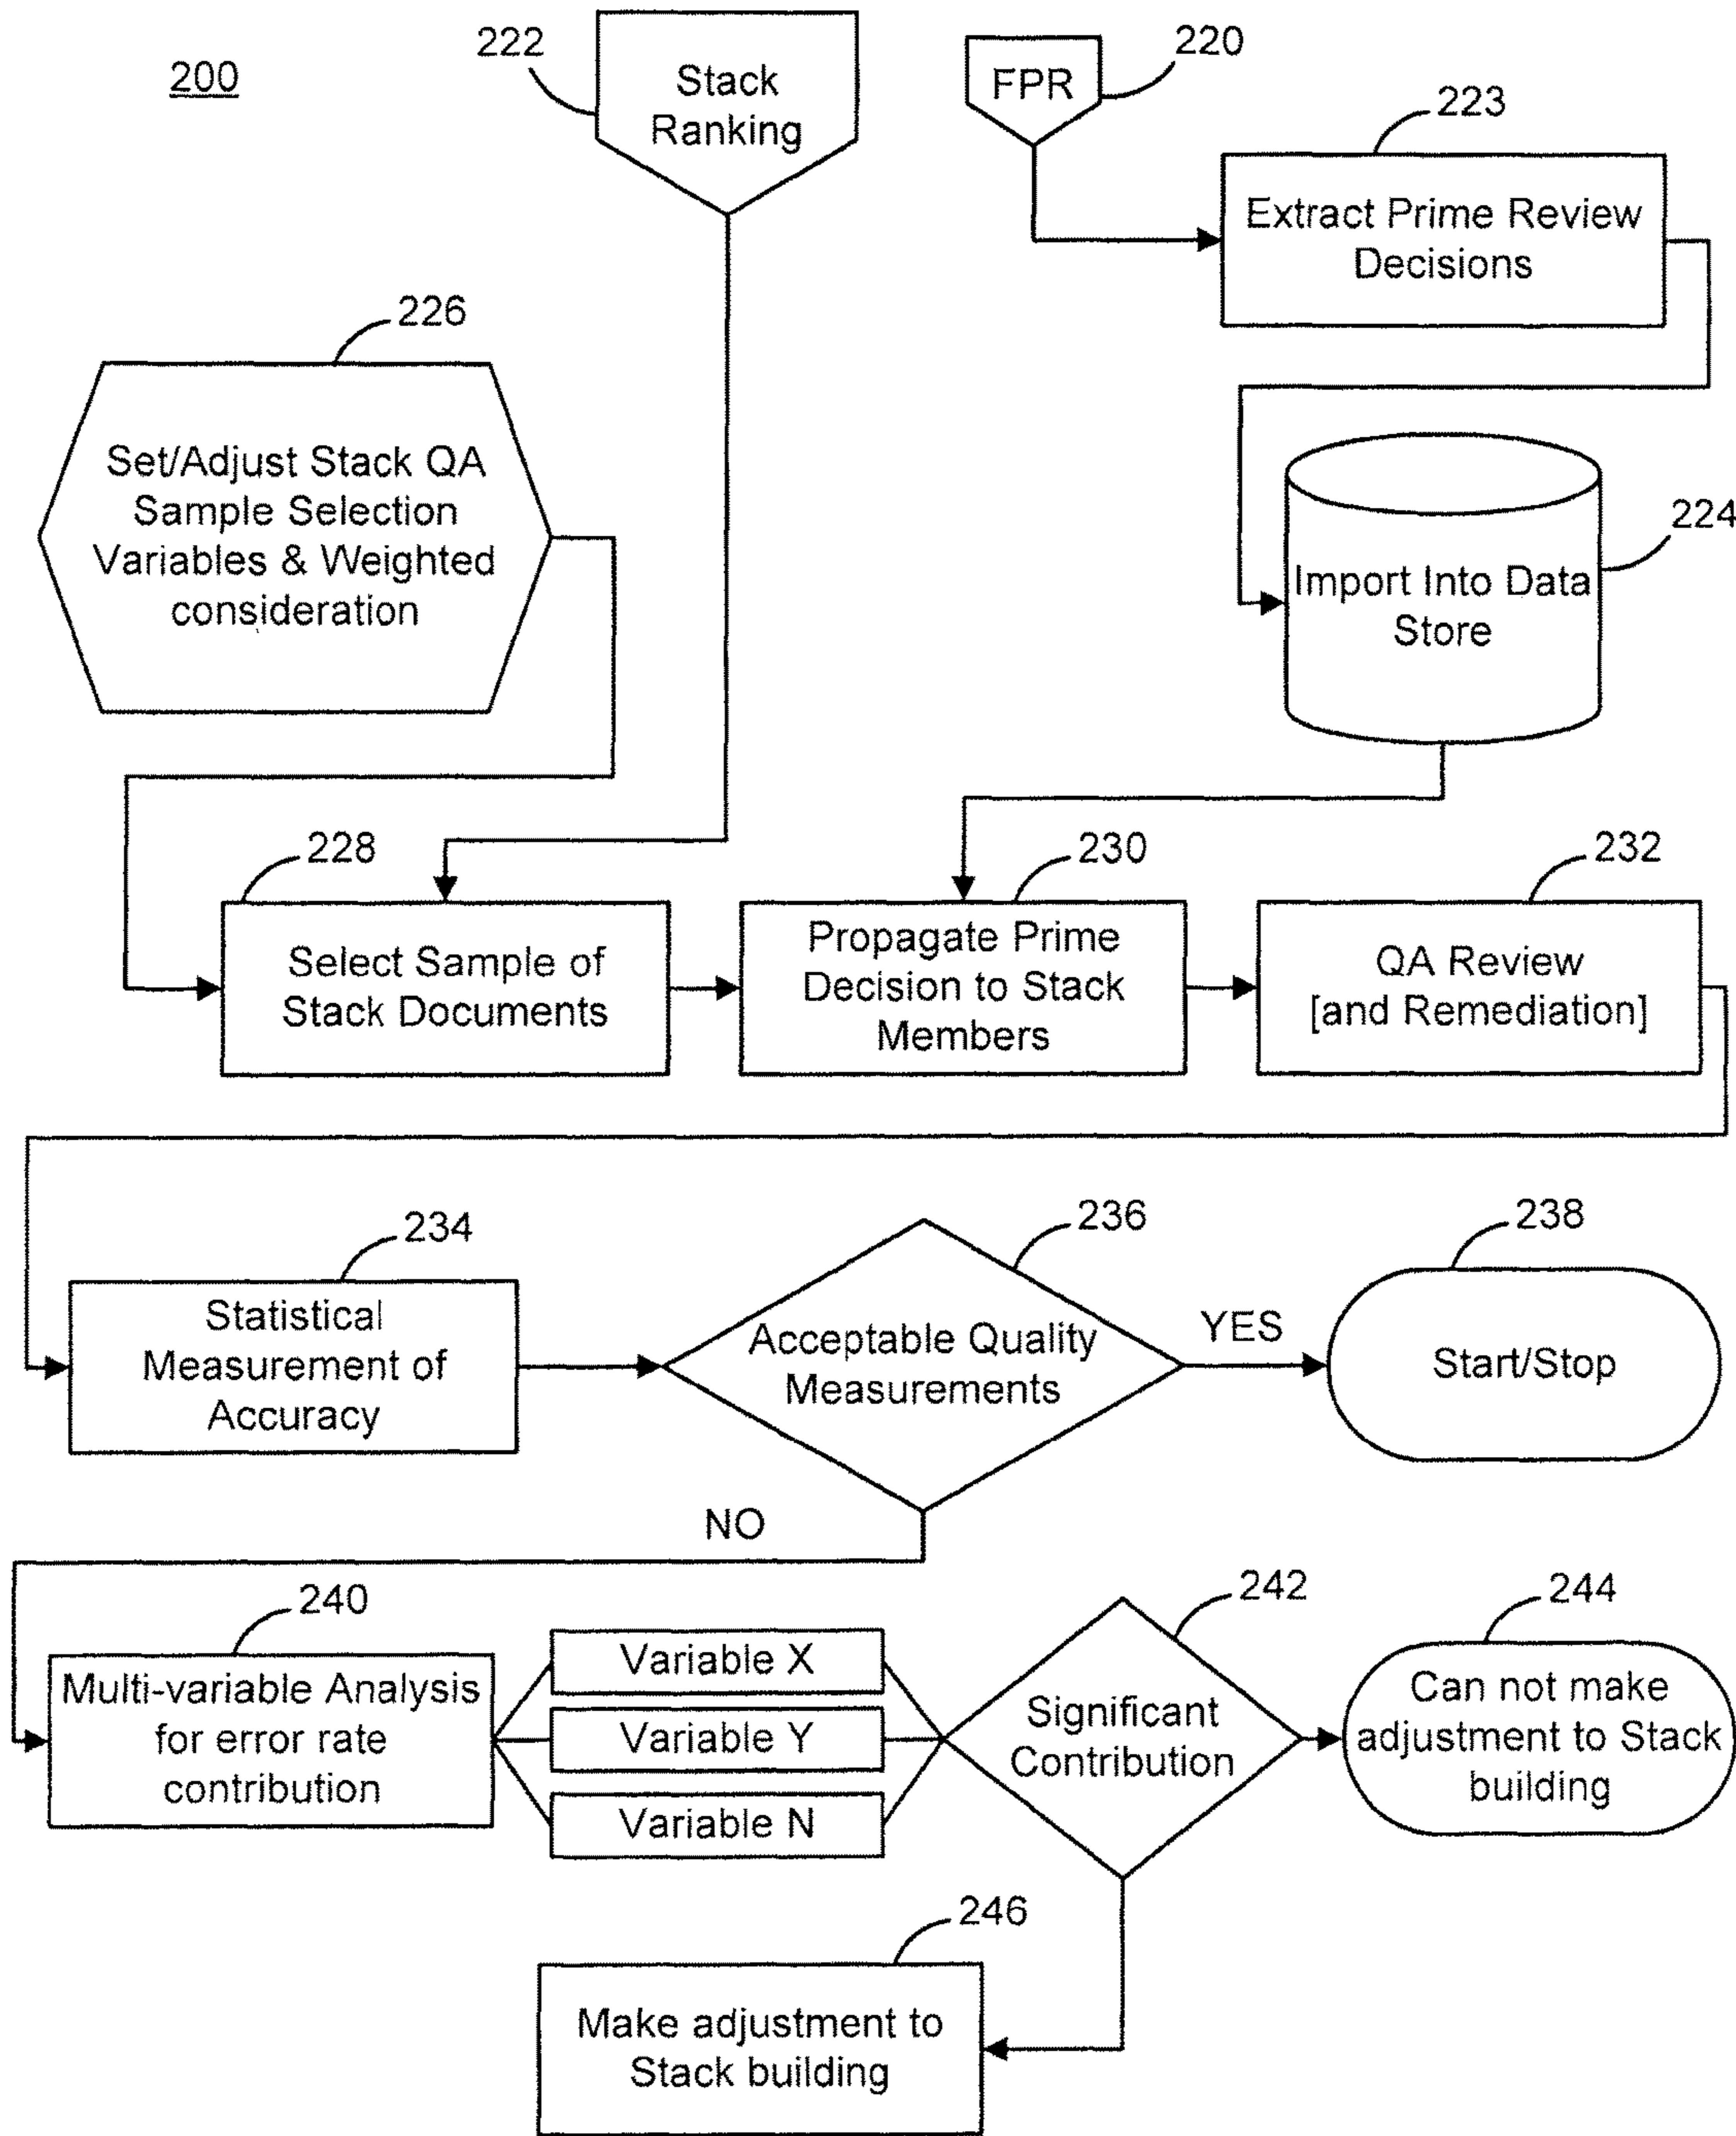 200
222
Stack
Ranking
FPR
220
223
Extract Prime Review
Decisions
226
Set/Adjust Stack QA
Sample Selection
Variables & Weighted
consideration
224
Import Into Data
Store
228
Select Sample of
Stack Documents
230
Propagate Prime
Decision to Stack
Members
232
QA Review
[and Remediation]
234
Statistical
Measurement of
Accuracy
236
Acceptable Quality
Measurements
YES
238
Start/Stop
NO
240
Multi-variable Analysis
for error rate
contribution
Variable X
Variable Y
Variable N
242
Significant
Contribution
244
Can not make
adjustment to Stack
building
246
Make adjustment to
Stack building